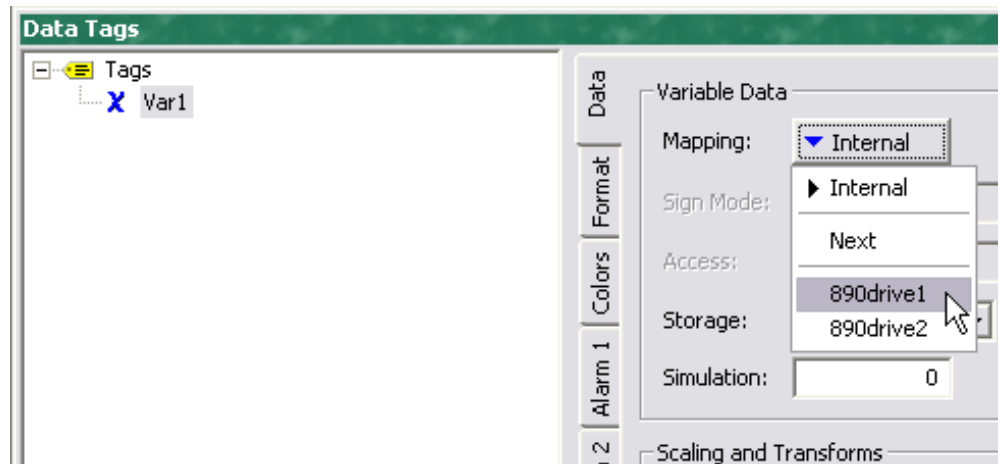 Data Tags
Tags
Var1
Data
Format
Colors
Alarm 1
2
Variable Data
Mapping:
Internal
Internal
Next
890drive1
890drive2
Sign Mode:
Access:
Storage:
Simulation:
0
Scaling and Transforms